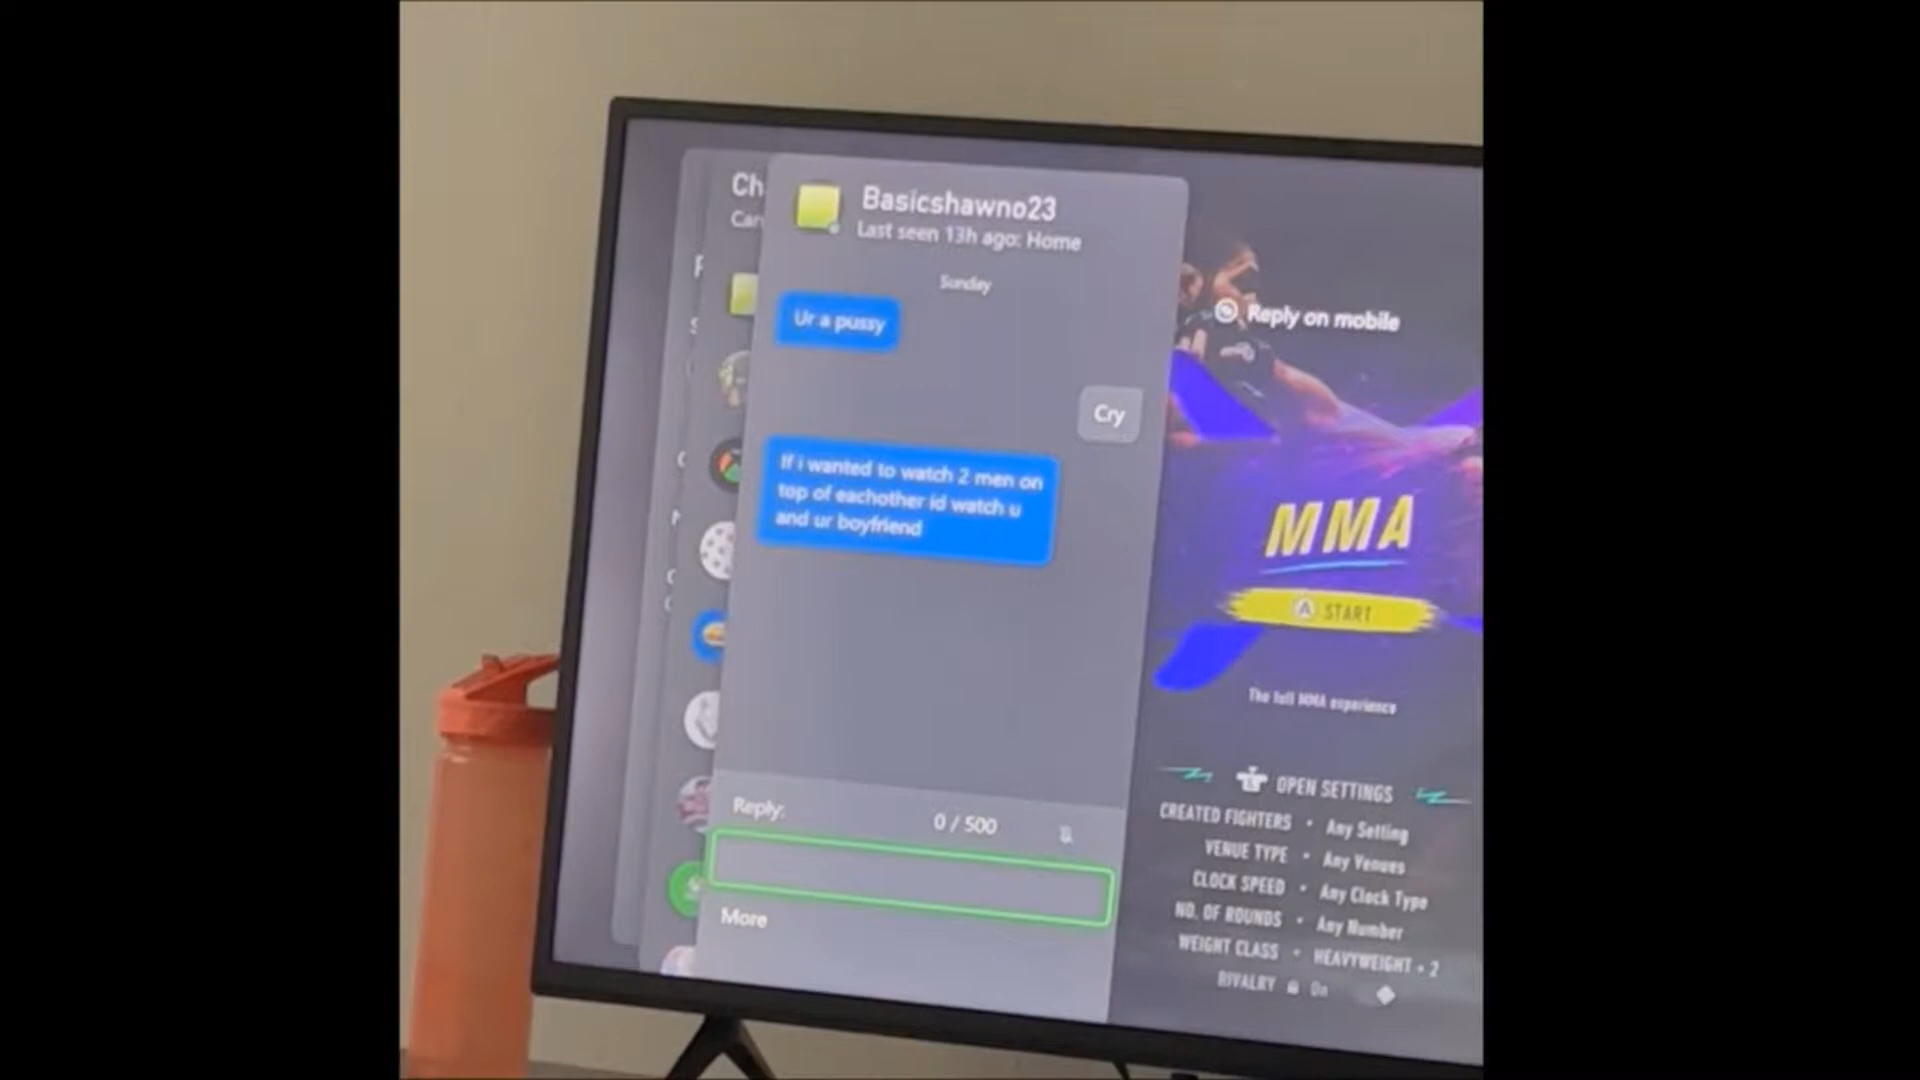 Ch
Can
Basicshawno23
Last seen 13h ago: Home
Sunday
Ur a pussy
Cry
If i wanted to watch 2 men on
top of eachother id watch u
and ur boyfriend
Reply:
0 / 500
More
Reply on mobile
MMA
A START
The full MMA experience
OPEN SETTINGS
CREATED FIGHTERS • Any Setting
VENUE TYPE • Any Venues
CLOCK SPEED • Any Clock Type
NO. OF ROUNDS • Any Number
WEIGHT CLASS • HEAVYWEIGHT + 2
RIVALRY On